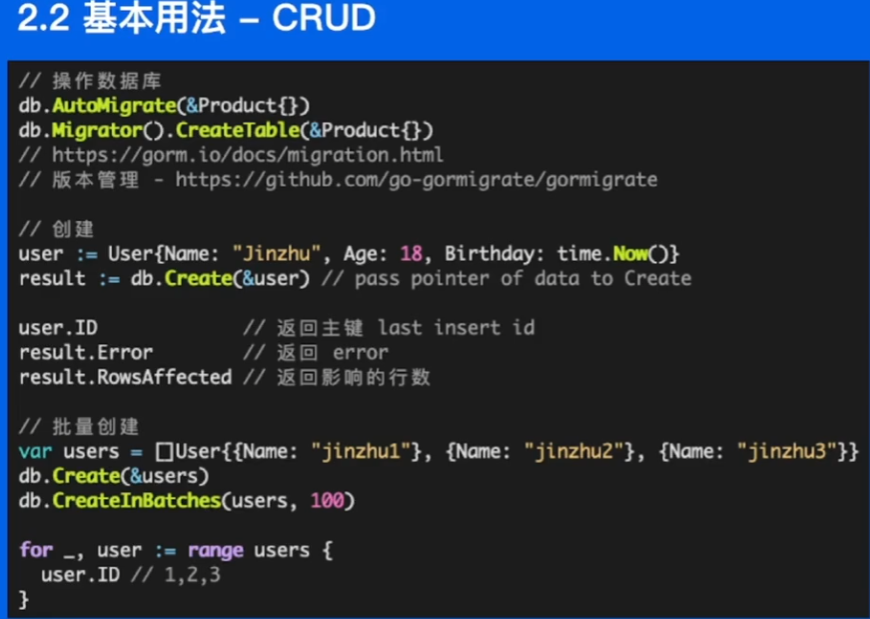 2.2 基本用法 – CRUD
// 操作数据库
db.AutoMigrate(&Product{})
db.Migrator().CreateTable(&Product{})
// https://gorm.io/docs/migration.html
// 版本管理 - https://github.com/go-gormigrate/gormigrate
// 创建
user := User{Name: "Jinzhu", Age: 18, Birthday: time.Now()}
result := db.Create(&user) // pass pointer of data to Create
user.ID // 返回主键 last insert id
result.Error // 返回 error
result.RowsAffected // 返回影响的行数
// 批量创建
var users = []User{{Name: "jinzhu1"}, {Name: "jinzhu2"}, {Name: "jinzhu3"}}
db.Create(&users)
db.CreateInBatches(users, 100)
for _, user := range users {
user.ID // 1,2,3
}